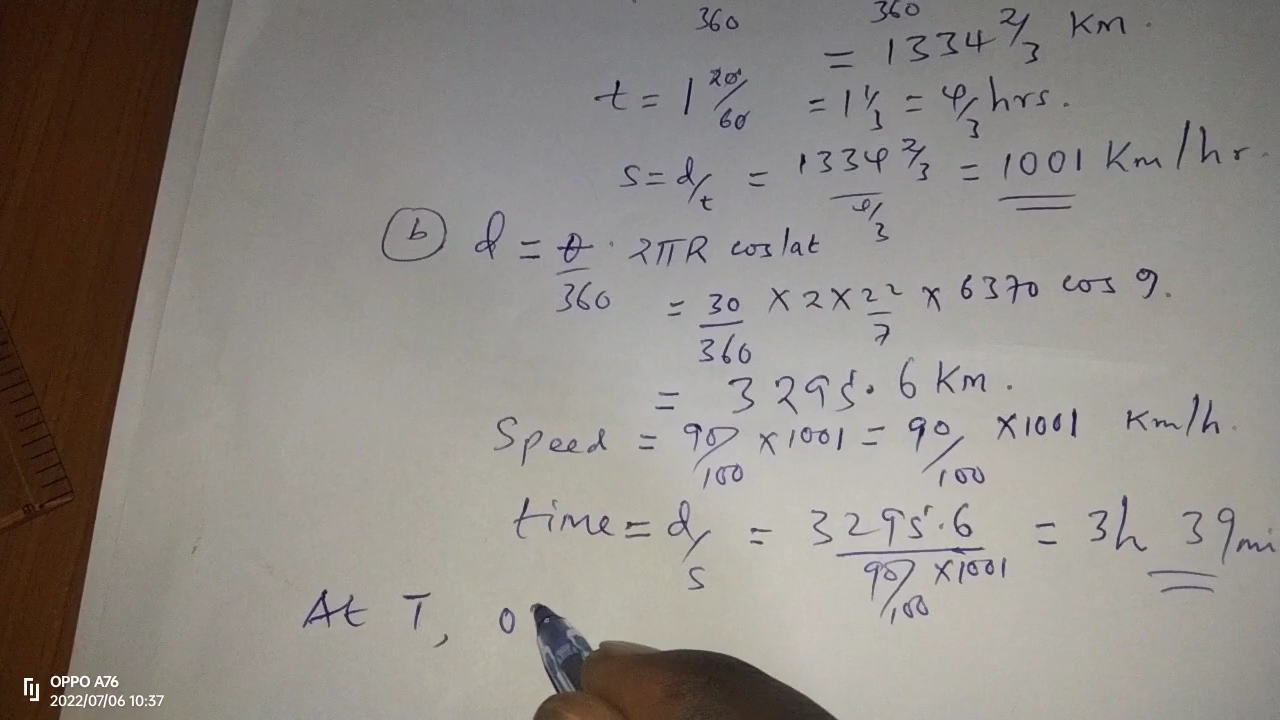 360 360
= 1334 2/3 Km.
t = 1 20/60 = 1 1/3 = 4/3 hrs.
s = d/t = 1334 2/3 / 4/3 = 1001 Km/hr.
(b) d = θ/360 · 2πR cos lat
= 30/360 × 2 × 22/7 × 6370 cos 9.
= 3295.6 Km.
Speed = 90/100 × 1001 = 90/100 × 1001 Km/h.
time = d/s = 3295.6 / 90/100 × 1001 = 3h 39mi
At T, 0
OPPO A76
2022/07/06 10:37